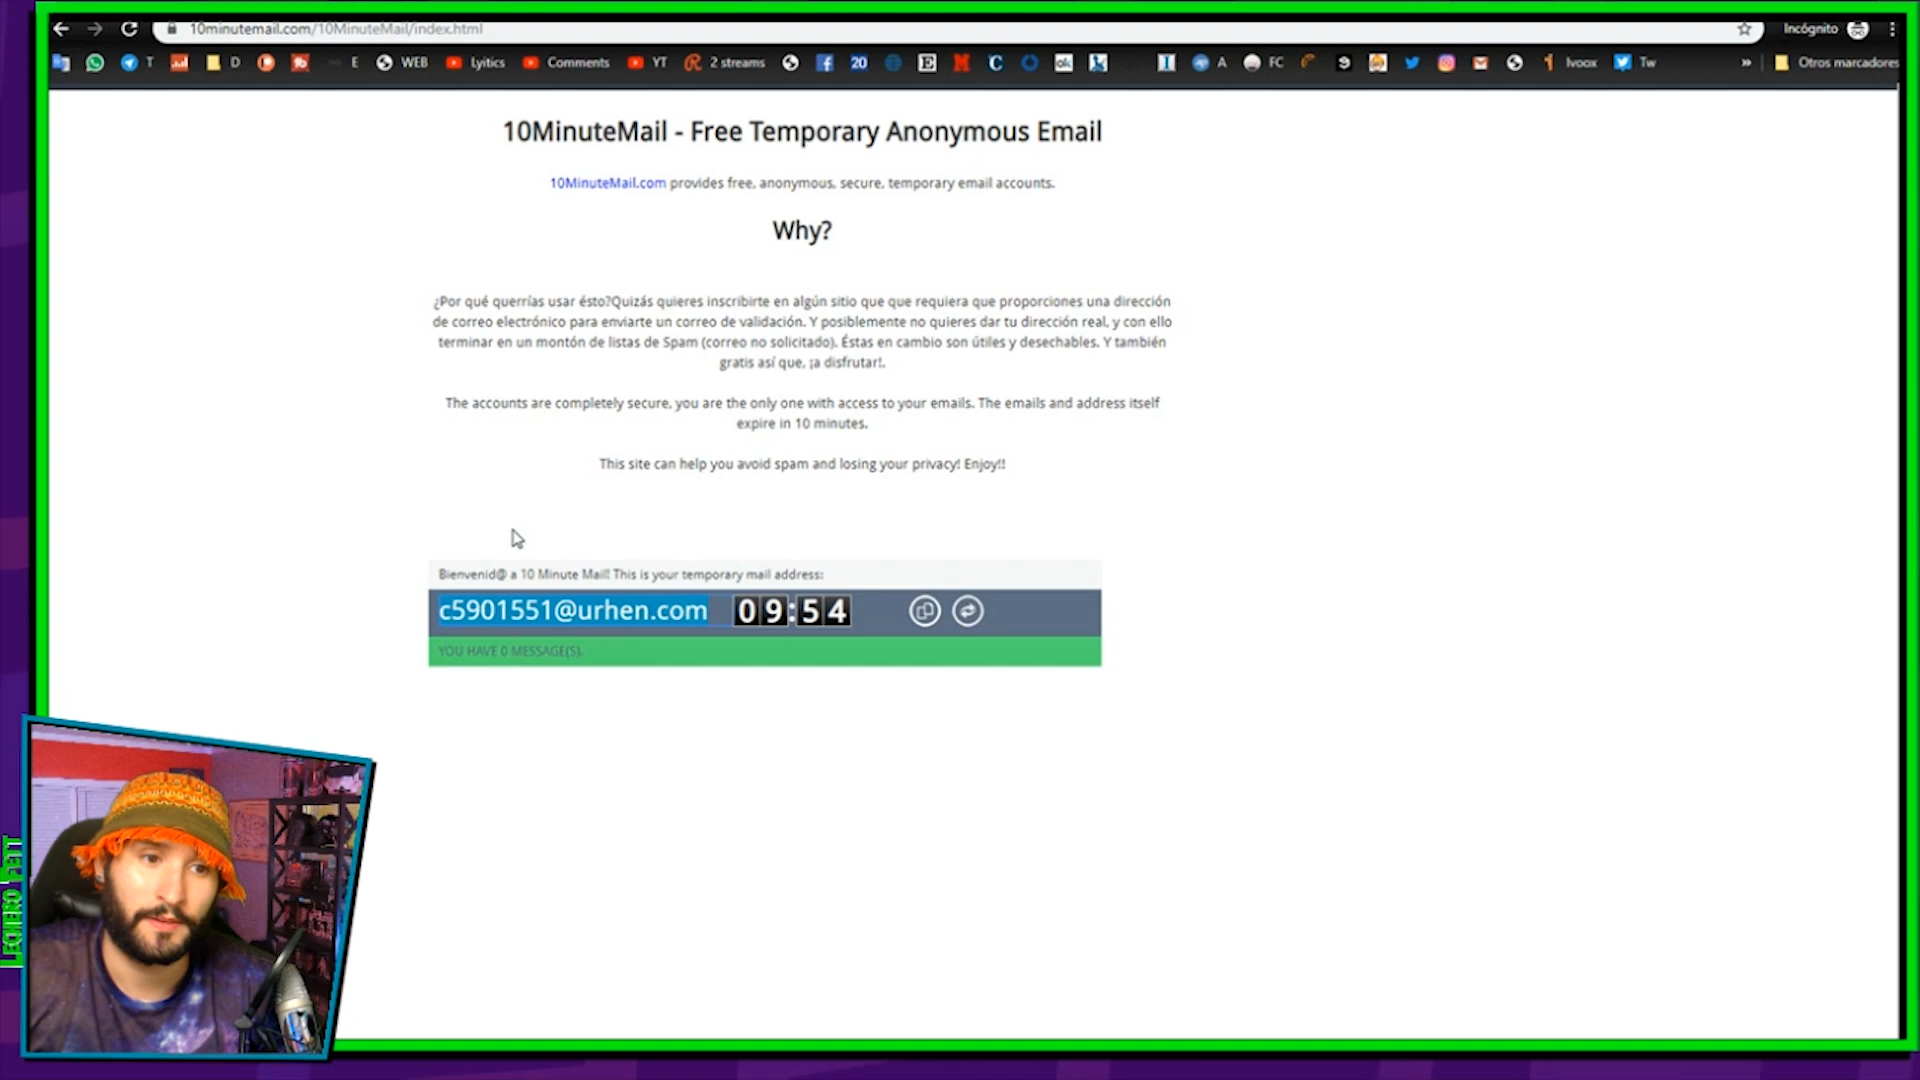 10minutemail.com/10MinuteMail/index.html
Incógnito
T
D
E
WEB
Lyitics
Comments
YT
2 streams
20
A
FC
Ivoox
Tw
»
Otros marcadores
10MinuteMail - Free Temporary Anonymous Email
10MinuteMail.com provides free, anonymous, secure, temporary email accounts.
Why?
¿Por qué querrías usar ésto?Quizás quieres inscribirte en algún sitio que que requiera que proporciones una dirección
de correo electrónico para enviarte un correo de validación. Y posiblemente no quieres dar tu dirección real, y con ello
terminar en un montón de listas de Spam (correo no solicitado). Éstas en cambio son útiles y desechables. Y también
gratis así que, ¡a disfrutar!.
The accounts are completely secure, you are the only one with access to your emails. The emails and address itself
expire in 10 minutes.
This site can help you avoid spam and losing your privacy! Enjoy!!
Bienvenid@ a 10 Minute Mail! This is your temporary mail address:
c5901551@urhen.com 09:54
YOU HAVE 0 MESSAGE(S).